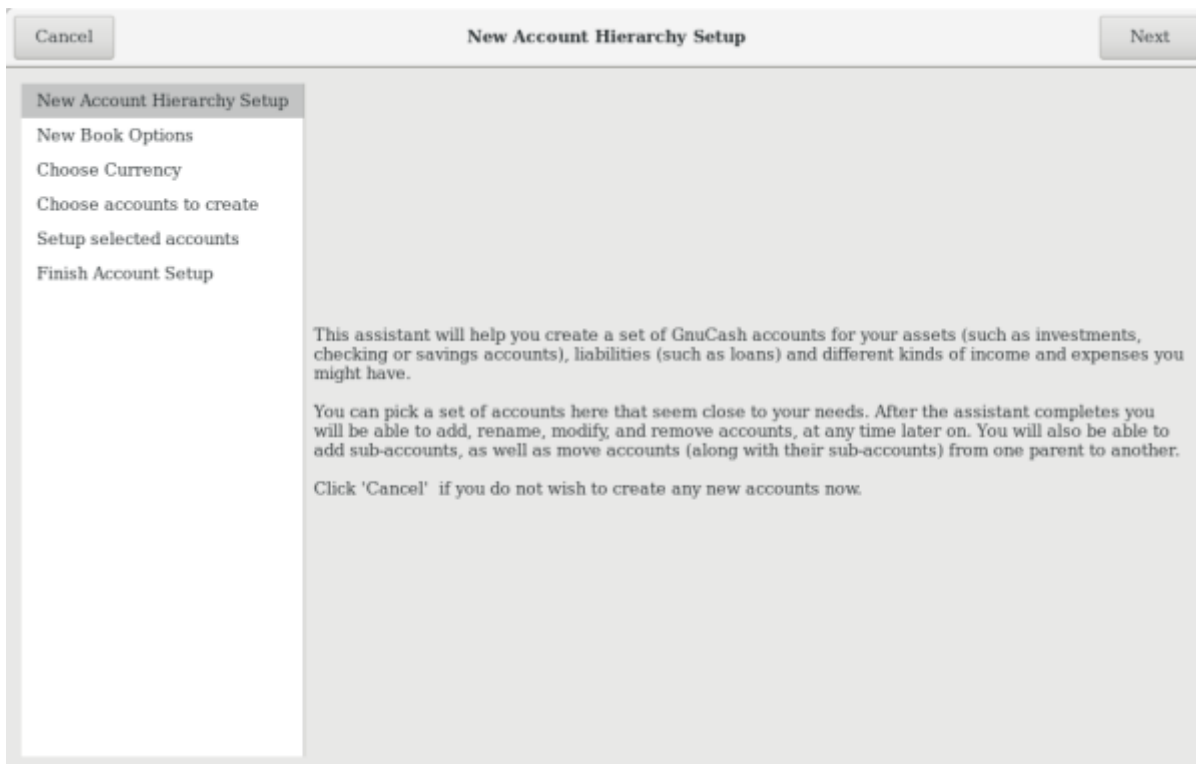 Cancel
New Account Hierarchy Setup
Next
New Account Hierarchy Setup
New Book Options
Choose Currency
Choose accounts to create
Setup selected accounts
Finish Account Setup
This assistant will help you create a set of GnuCash accounts for your assets (such as investments,
checking or savings accounts), liabilities (such as loans) and different kinds of income and expenses you
might have.
You can pick a set of accounts here that seem close to your needs. After the assistant completes you
will be able to add, rename, modify, and remove accounts, at any time later on. You will also be able to
add sub-accounts, as well as move accounts (along with their sub-accounts) from one parent to another.
Click 'Cancel'  if you do not wish to create any new accounts now.